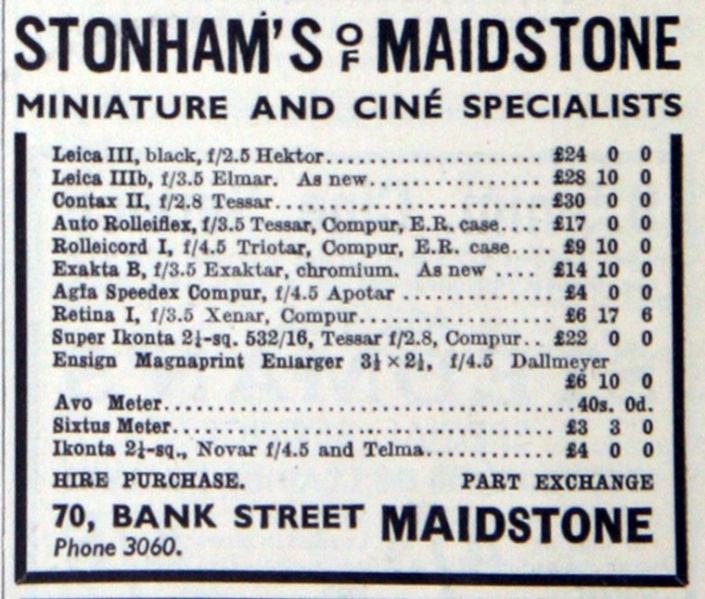 STONHAM'S OF MAIDSTONE
MINIATURE AND CINÉ SPECIALISTS
Leica III, black, f/2.5 Hektor.................... £24 0 0
Leica IIIb, f/3.5 Elmar. As new................ £28 10 0
Contax II, f/2.8 Tessar......................... £30 0 0
Auto Rolleiflex, f/3.5 Tessar, Compur, E.R. case.... £17 0 0
Rolleicord I, f/4.5 Triotar, Compur, E.R. case.... £9 10 0
Exakta B, f/3.5 Exaktar, chromium. As new .... £14 10 0
Agfa Speedex Compur, f/4.5 Apotar ............. £4 0 0
Retina I, f/3.5 Xenar, Compur.................. £6 17 6
Super Ikonta 2¼-sq. 532/16, Tessar f/2.8, Compur.. £22 0 0
Ensign Magnaprint Enlarger 3¼ × 2¼, f/4.5 Dallmeyer
£6 10 0
Avo Meter.......................................40s. 0d.
Sixtus Meter.................................... £3 3 0
Ikonta 2¼-sq., Novar f/4.5 and Telma............ £4 0 0
HIRE PURCHASE. PART EXCHANGE
70, BANK STREET MAIDSTONE
Phone 3060.